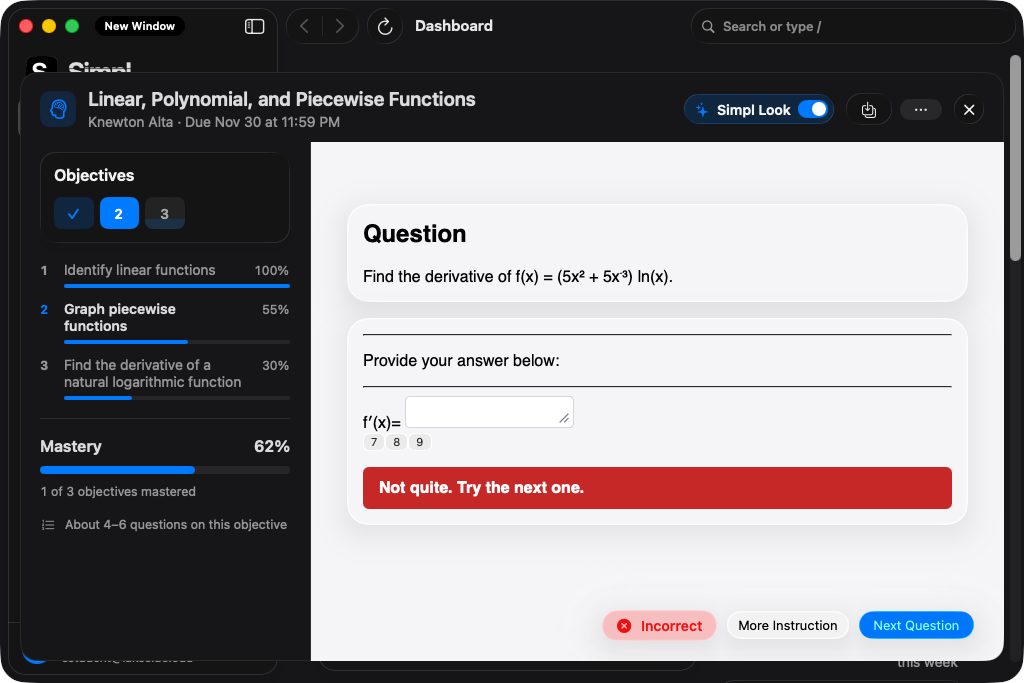 New Window
Dashboard
Search or type /
Simpl
Linear, Polynomial, and Piecewise Functions
Knewton Alta · Due Nov 30 at 11:59 PM
Simpl Look
Objectives
2
3
1 Identify linear functions 100%
2 Graph piecewise functions 55%
3 Find the derivative of a natural logarithmic function 30%
Mastery 62%
1 of 3 objectives mastered
About 4–6 questions on this objective
Question
Find the derivative of f(x) = (5x² + 5x⁻³) ln(x).
Provide your answer below:
f′(x)=
7 8 9
Not quite. Try the next one.
Incorrect
More Instruction
Next Question
this week